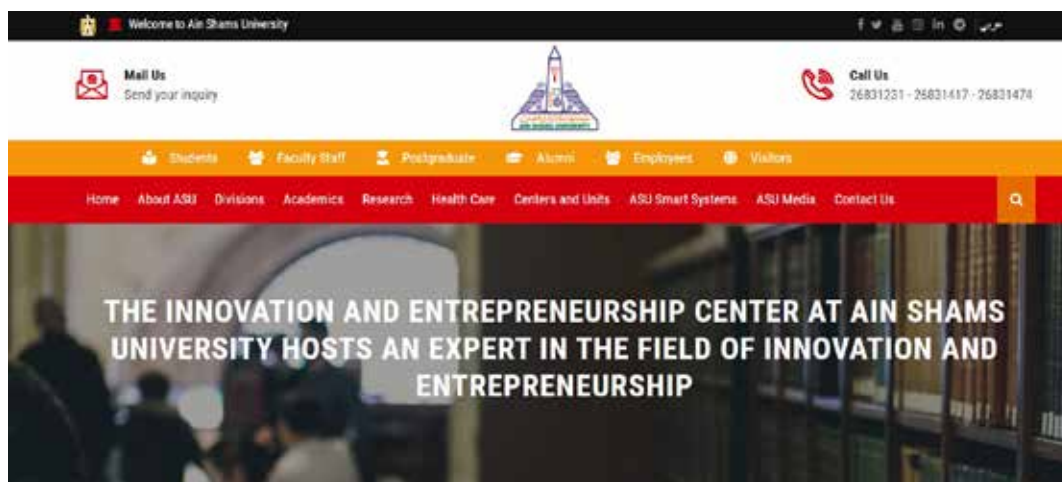 Welcome to Ain Shams University
عربي
Mail Us
Send your inquiry
AIN SHAMS UNIVERSITY
Call Us
26831231 - 26831417 - 26831474
Students Faculty Staff Postgraduate Alumni Employees Visitors
Home About ASU Divisions Academics Research Health Care Centers and Units ASU Smart Systems ASU Media Contact Us
THE INNOVATION AND ENTREPRENEURSHIP CENTER AT AIN SHAMS
UNIVERSITY HOSTS AN EXPERT IN THE FIELD OF INNOVATION AND
ENTREPRENEURSHIP